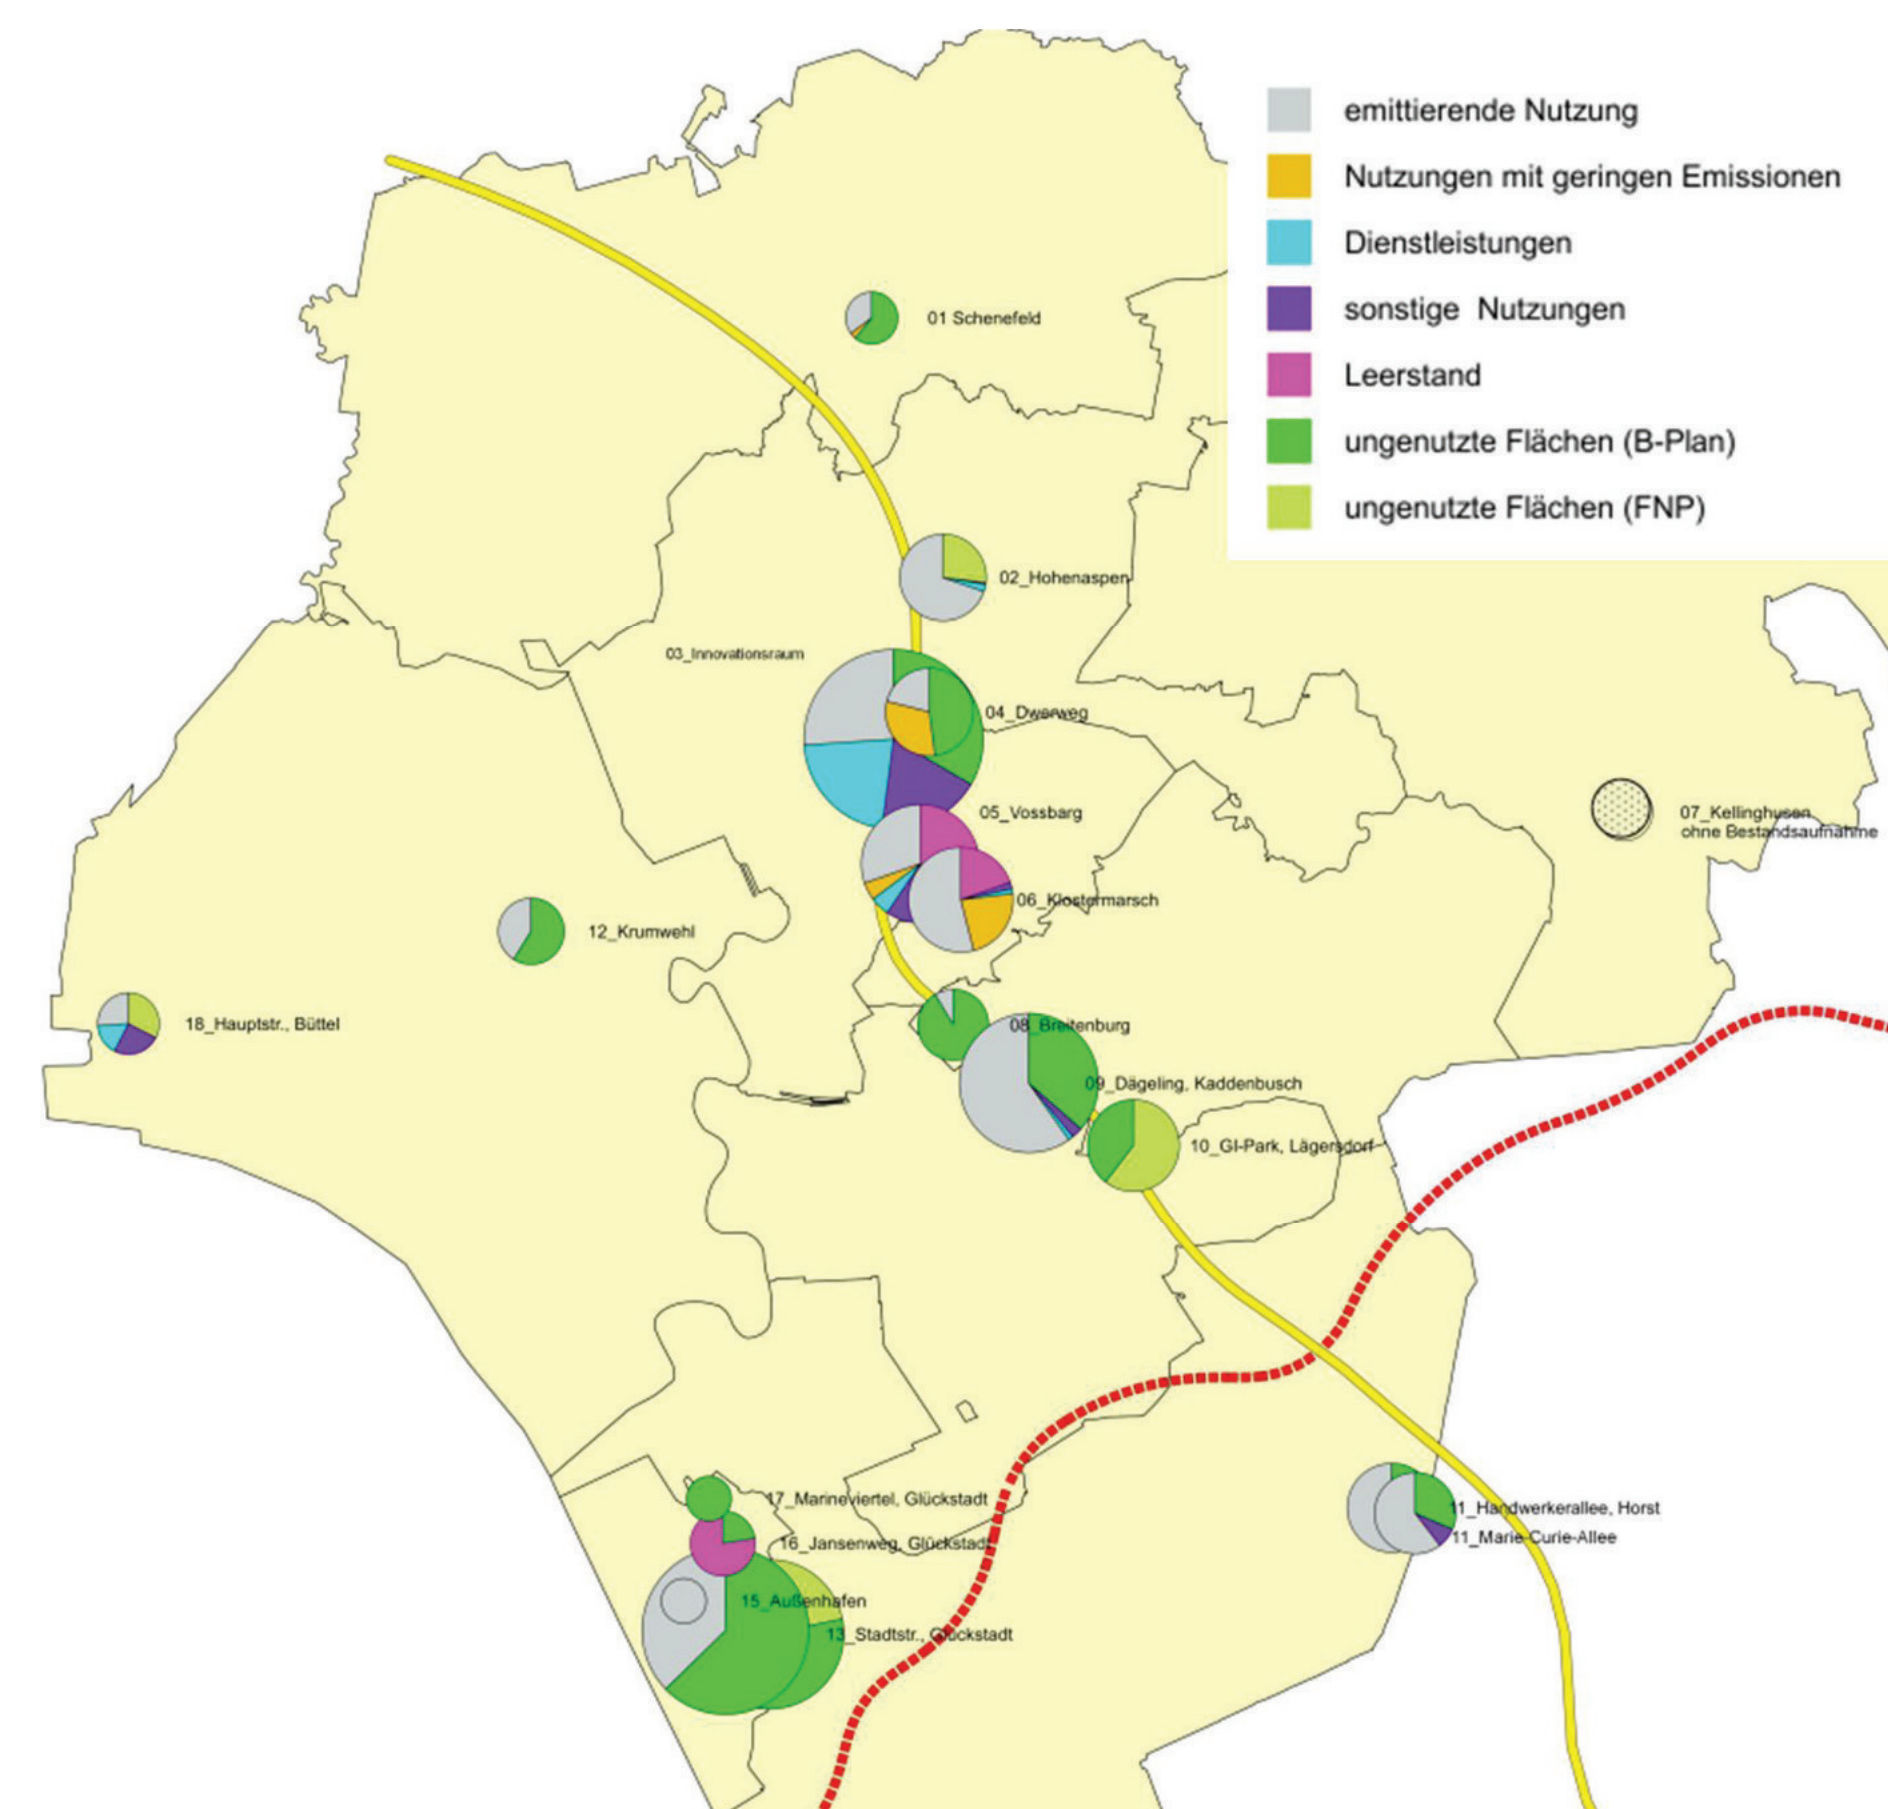 emittierende Nutzung
Nutzungen mit geringen Emissionen
Dienstleistungen
sonstige Nutzungen
Leerstand
ungenutzte Flächen (B-Plan)
ungenutzte Flächen (FNP)
01 Schenefeld
02_Hohenaspen
03_Innovationsraum
04_Dwerweg
05_Vossbarg
07_Kellinghusen
ohne Bestandsaufnahme
06_Klostermarsch
12_Krumwehl
18_Hauptstr., Büttel
08_Breitenburg
09_Dägeling, Kaddenbusch
10_GI-Park, Lägersdorf
17_Marineviertel, Glückstadt
11_Handwerkerallee, Horst
11_Marie-Curie-Allee
16_Jansenweg, Glückstadt
15_Außenhafen
13_Stadtstr., Glückstadt